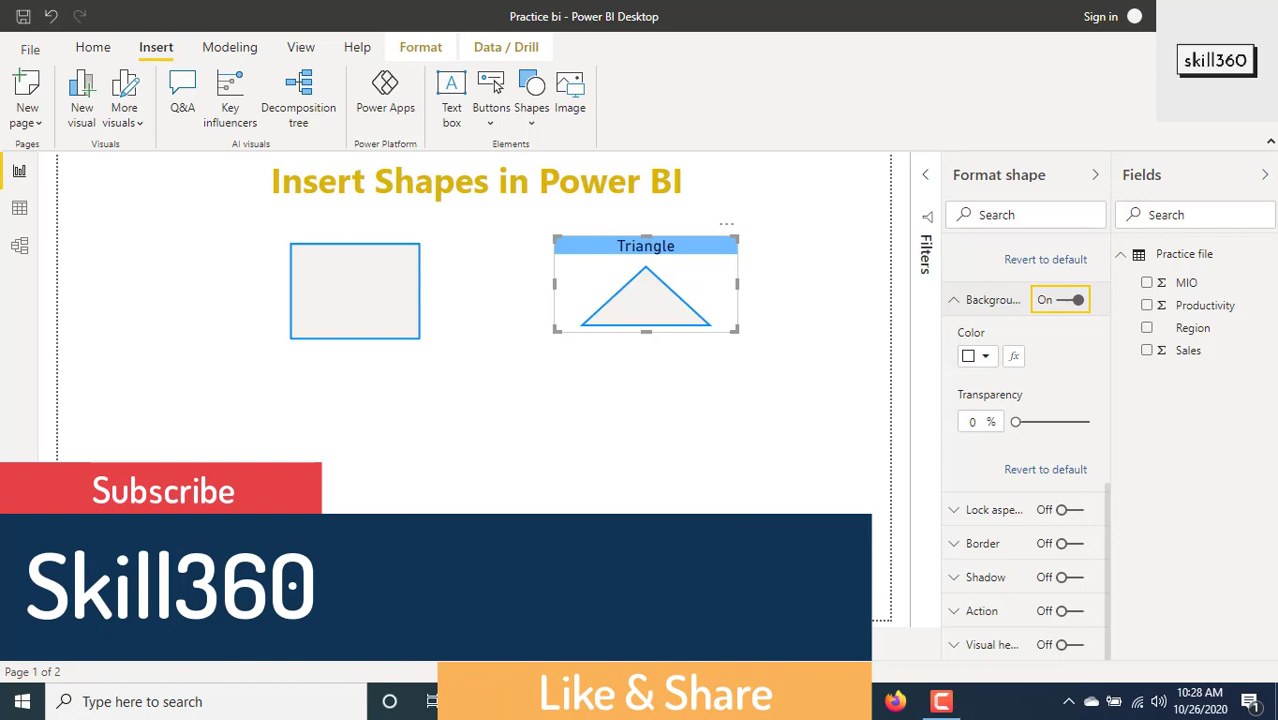 Practice bi - Power BI Desktop
Sign in
skill360
File
Home
Insert
Modeling
View
Help
Format
Data / Drill
New page
New visual
More visuals
Q&A
Key influencers
Decomposition tree
Power Apps
Text box
Buttons
Shapes
Image
Pages
Visuals
AI visuals
Power Platform
Elements
Insert Shapes in Power BI
Triangle
Filters
Format shape
Search
Revert to default
Backgrou... On
Color
fx
Transparency
0 %
Revert to default
Lock aspe... Off
Border Off
Shadow Off
Action Off
Visual he... Off
Fields
Search
Practice file
Σ MIO
Σ Productivity
Region
Σ Sales
Subscribe
Skill360
Like & Share
Page 1 of 2
Type here to search
10:28 AM
10/26/2020
1